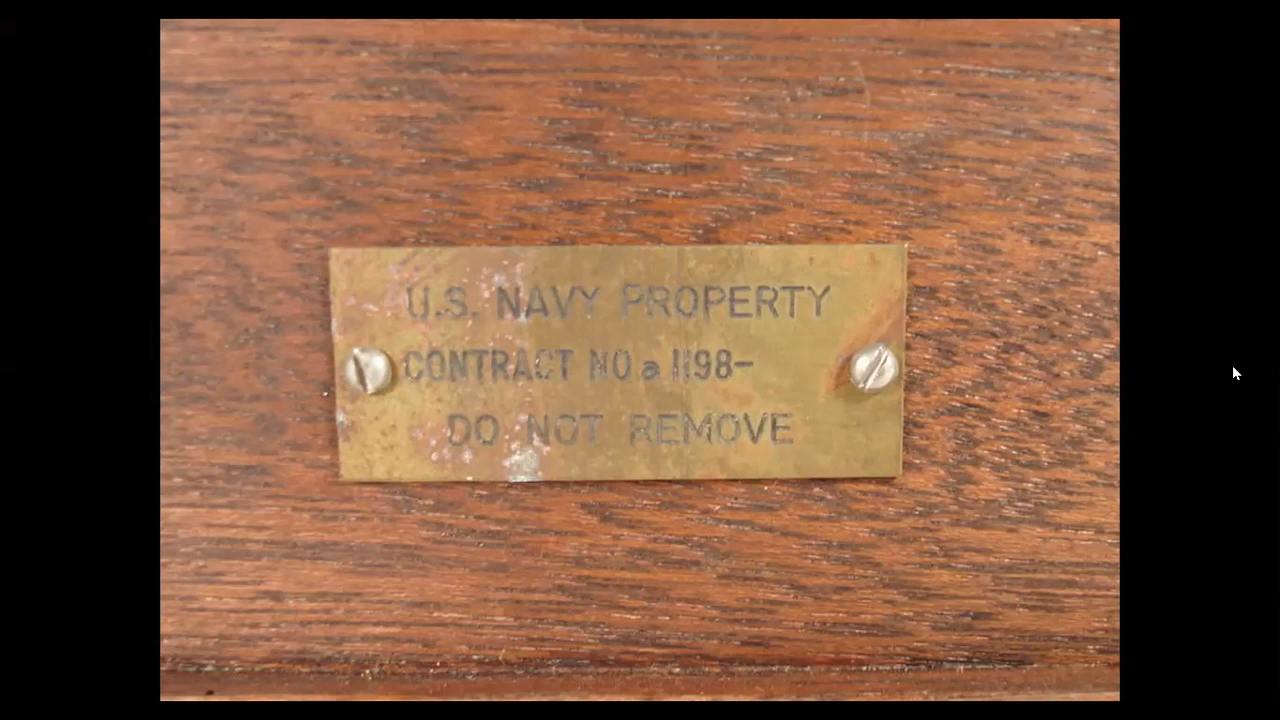 U.S. NAVY PROPERTY
CONTRACT NO a 1198-
DO NOT REMOVE